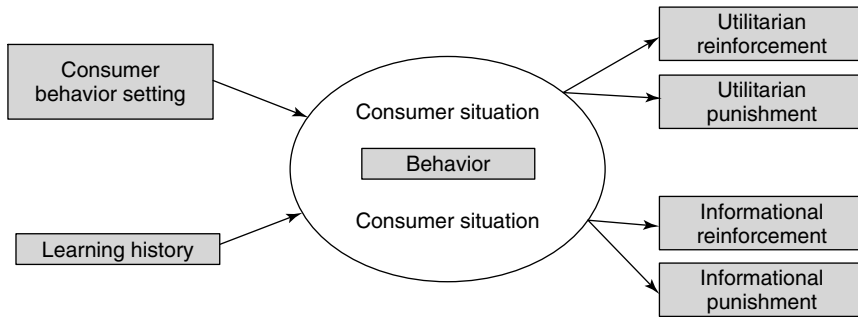 Consumer
behavior setting
Learning history
Consumer situation
Behavior
Consumer situation
Utilitarian
reinforcement
Utilitarian
punishment
Informational
reinforcement
Informational
punishment